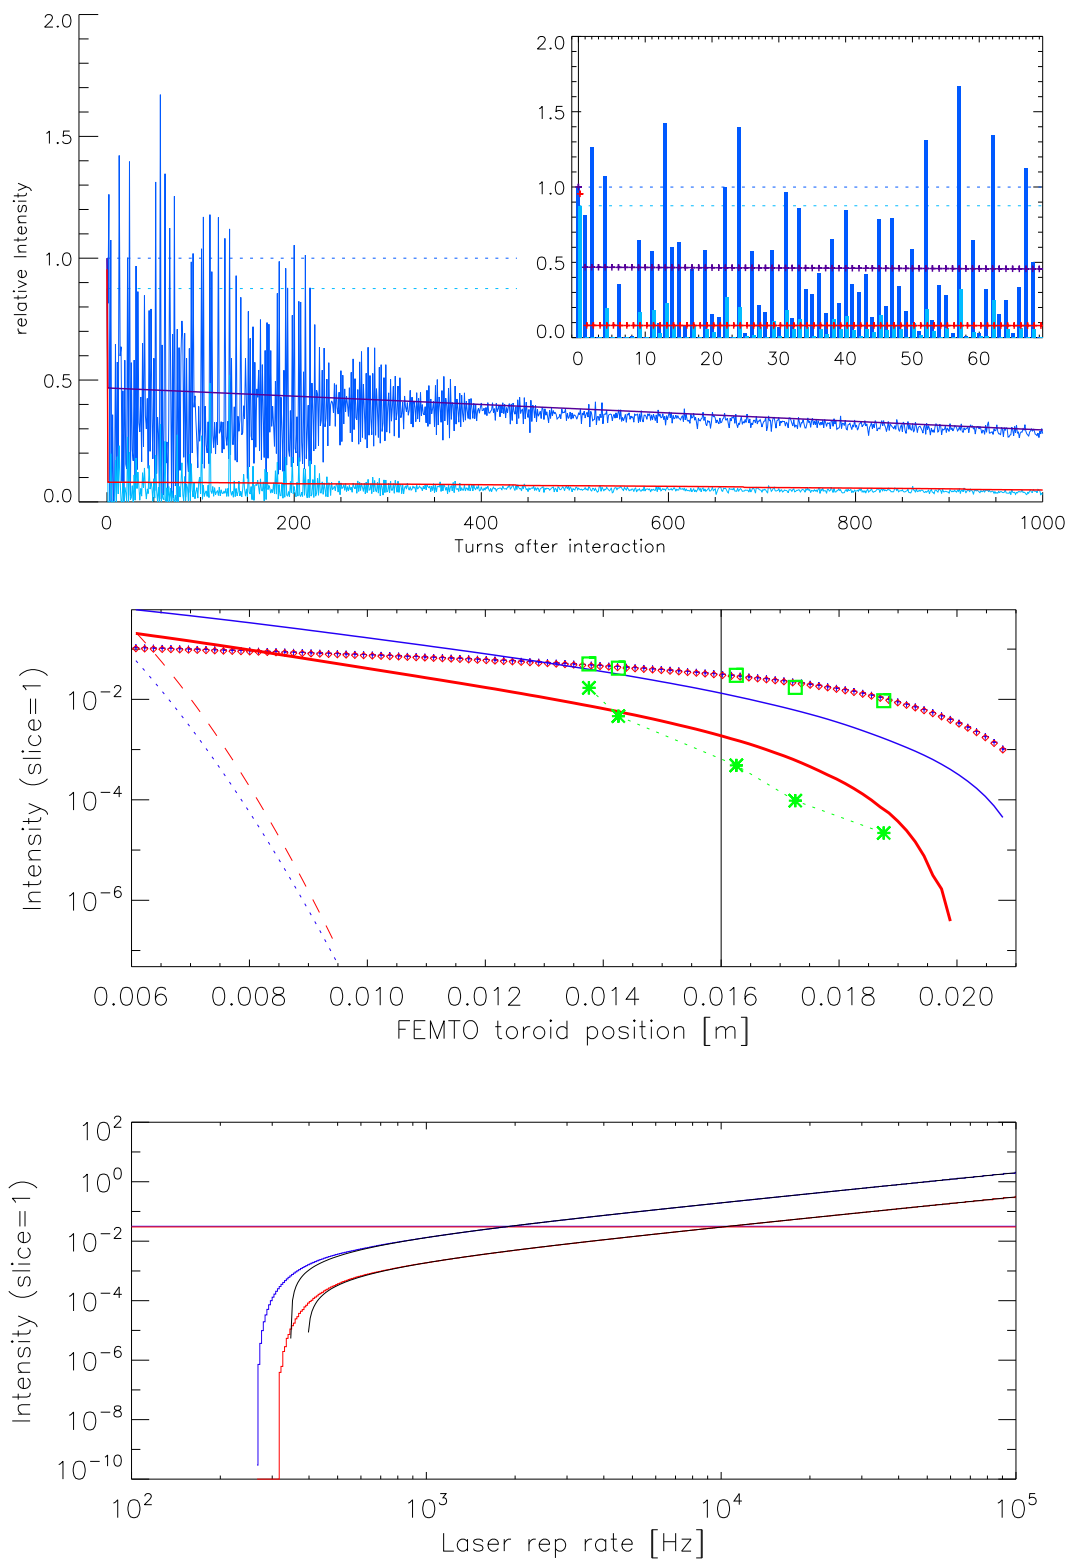 2.0
1.5
1.0
0.5
0.0
relative Intensity
0 200 400 600 800 1000
Turns after interaction
2.0
1.5
1.0
0.5
0.0
0 10 20 30 40 50 60
10^-2
10^-4
10^-6
Intensity (slice=1)
0.006 0.008 0.010 0.012 0.014 0.016 0.018 0.020
FEMTO toroid position [m]
10^2
10^0
10^-2
10^-4
10^-6
10^-8
10^-10
Intensity (slice=1)
10^2 10^3 10^4 10^5
Laser rep rate [Hz]